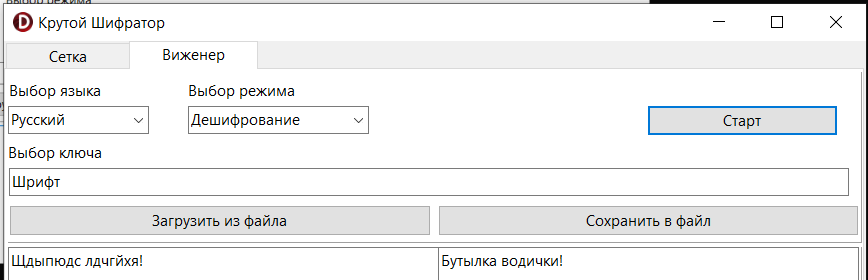 Крутой Шифратор
Сетка Виженер
Выбор языка Выбор режима
Русский Дешифрование Старт
Выбор ключа
Шрифт
Загрузить из файла Сохранить в файл
Щдыпюдс лдчгйхя! Бутылка водички!